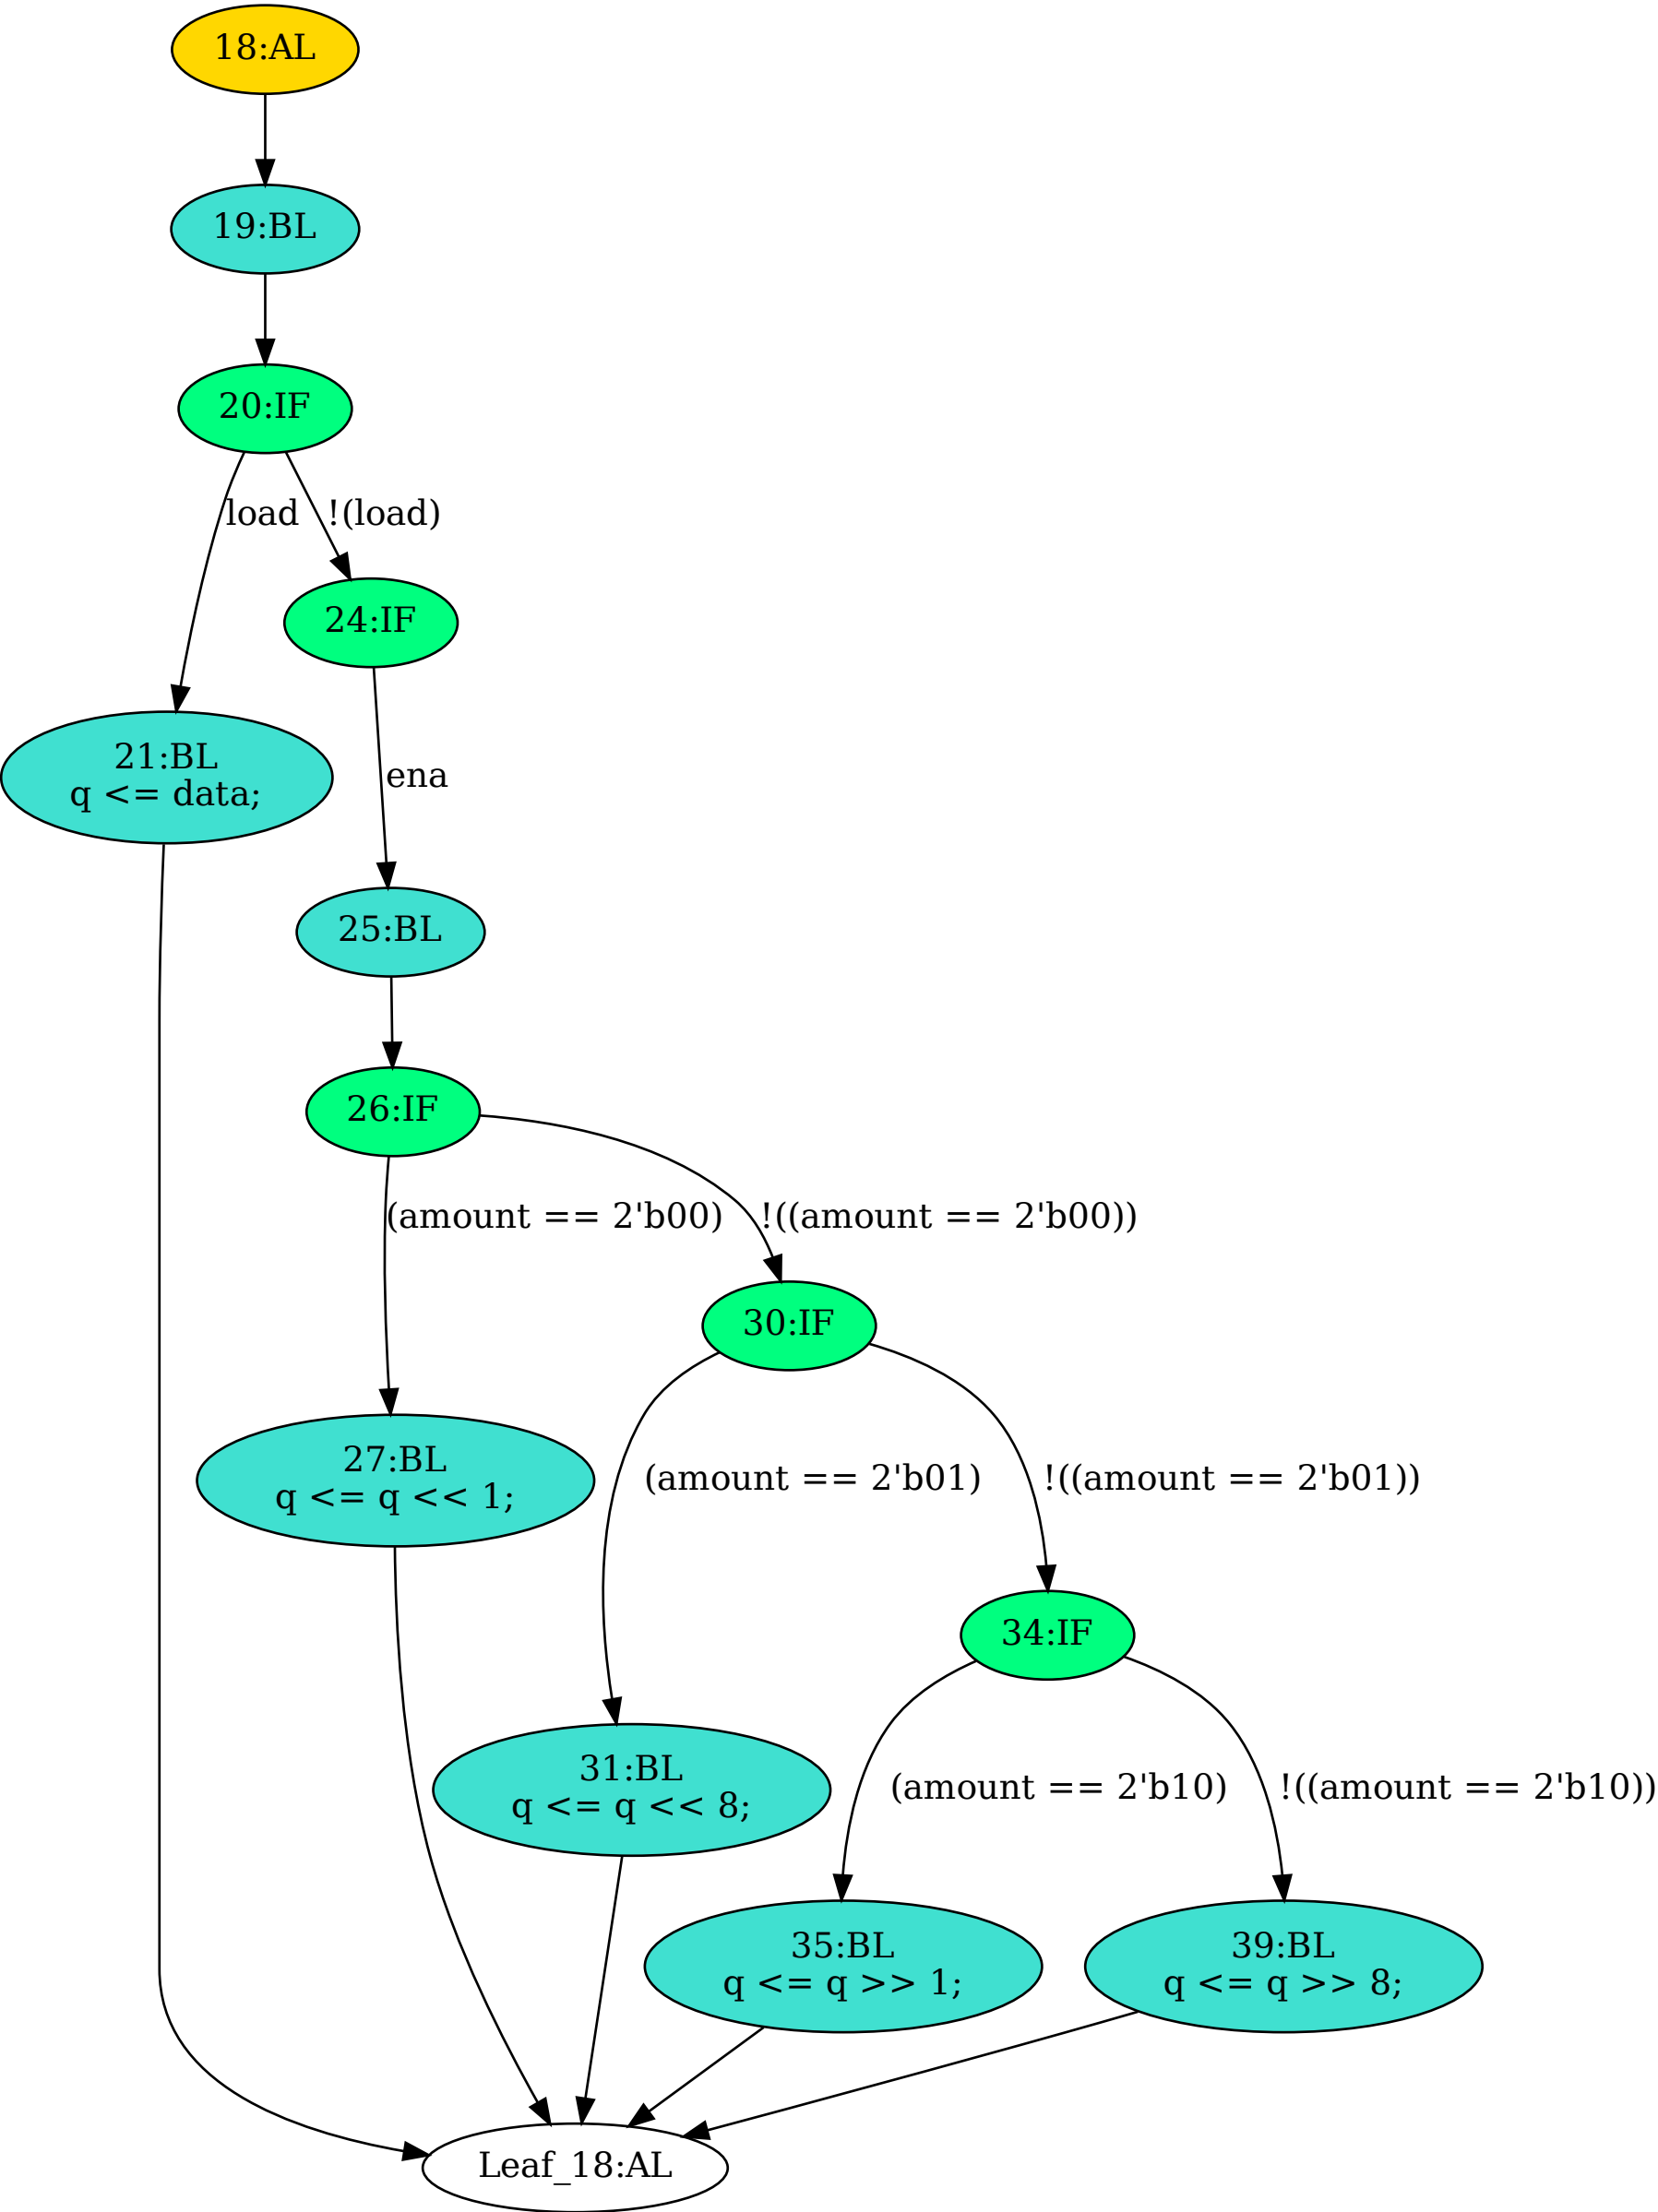 18:AL
19:BL
20:IF
load
!(load)
24:IF
21:BL
q <= data;
ena
25:BL
26:IF
(amount == 2'b00)
!((amount == 2'b00))
30:IF
27:BL
q <= q << 1;
(amount == 2'b01)
!((amount == 2'b01))
34:IF
31:BL
q <= q << 8;
(amount == 2'b10)
!((amount == 2'b10))
35:BL
q <= q >> 1;
39:BL
q <= q >> 8;
Leaf_18:AL